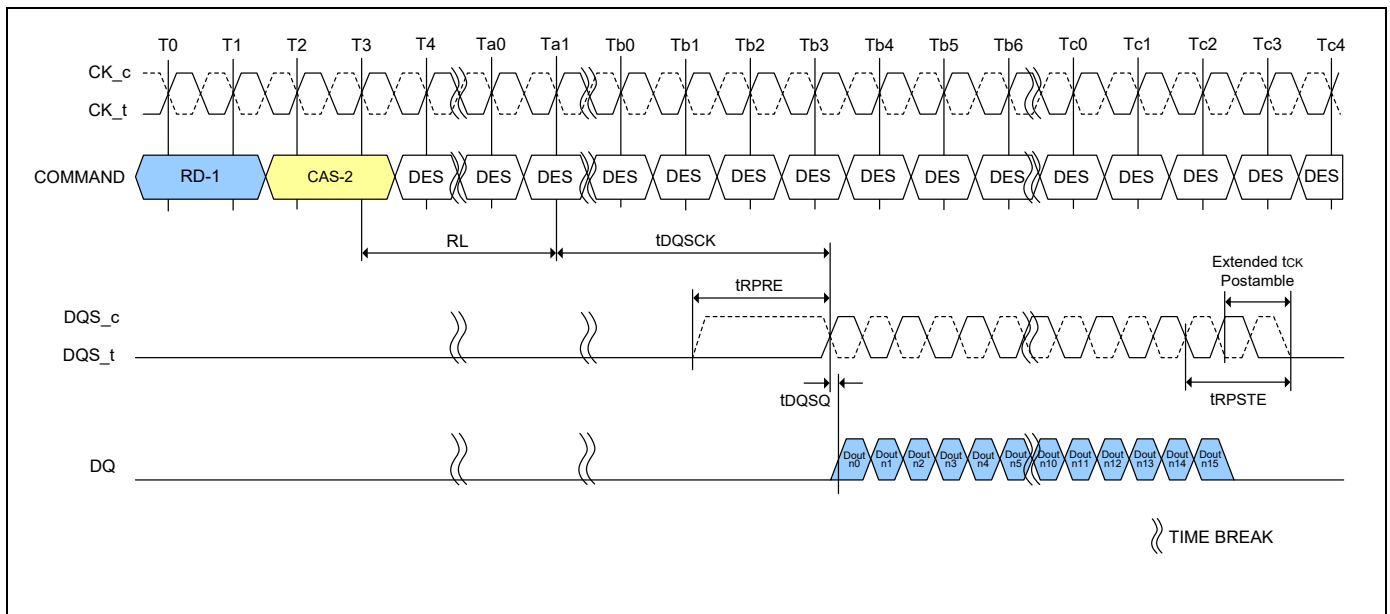 T0 T1 T2 T3 T4 Ta0 Ta1 Tb0 Tb1 Tb2 Tb3 Tb4 Tb5 Tb6 Tc0 Tc1 Tc2 Tc3 Tc4
CK_c
CK_t
COMMAND RD-1 CAS-2 DES DES DES DES DES DES DES DES DES DES DES DES DES DES DES
RL tDQSCK
Extended tCK
Postamble
tRPRE
DQS_c
DQS_t
tDQSQ
tRPSTE
DQ
Dout Dout Dout Dout Dout Dout Dout Dout Dout Dout Dout Dout
n0 n1 n2 n3 n4 n5 n10 n11 n12 n13 n14 n15
TIME BREAK